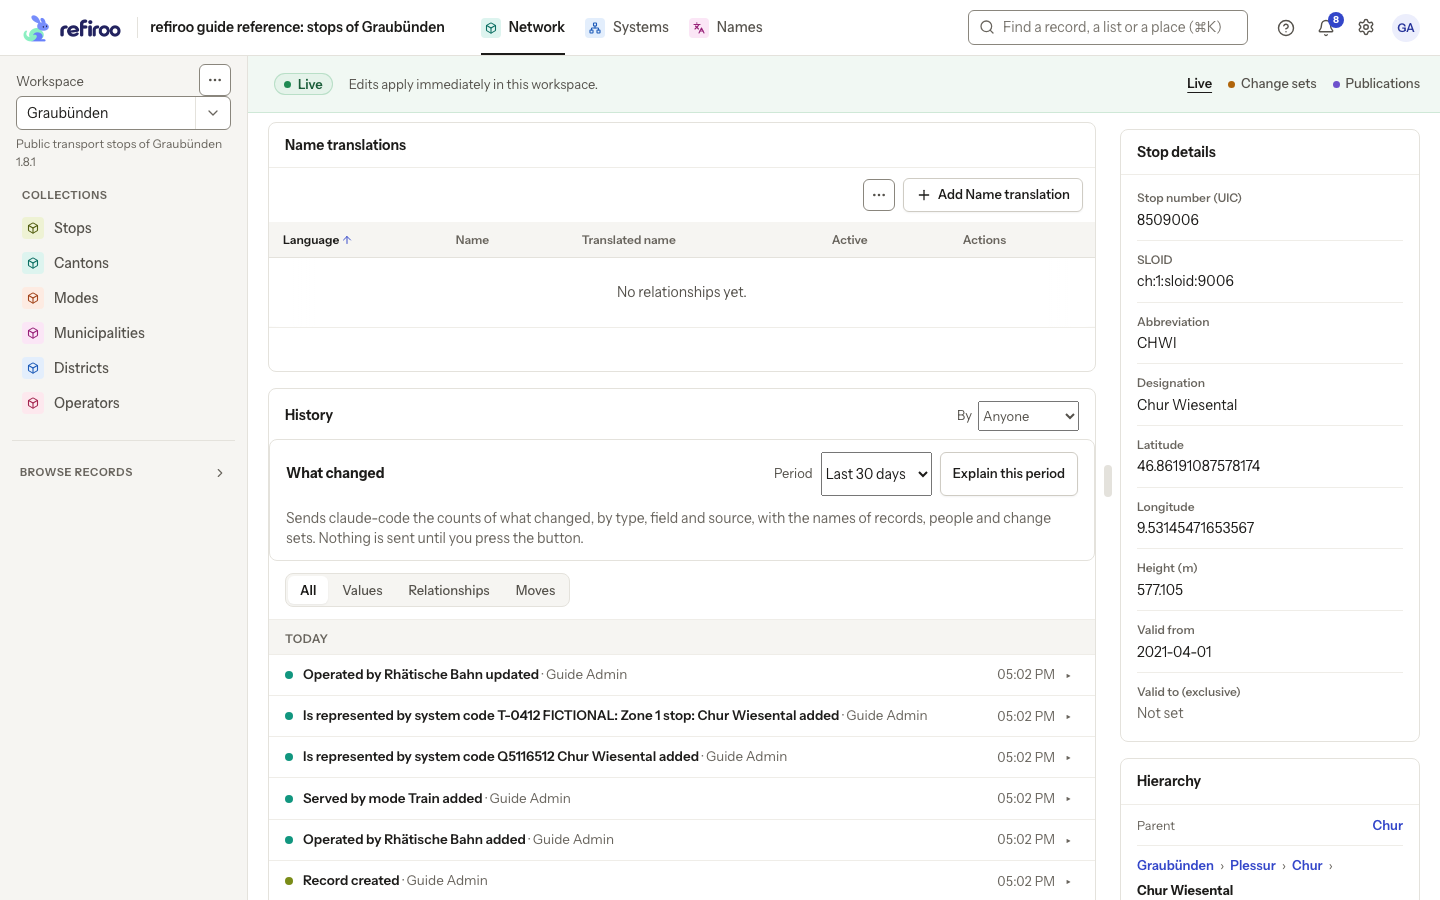 refiroo
refiroo guide reference: stops of Graubünden
Network
Systems
Names
Find a record, a list or a place (⌘K)
8
GA
Workspace
Graubünden
Public transport stops of Graubünden
1.8.1
COLLECTIONS
Stops
Cantons
Modes
Municipalities
Districts
Operators
BROWSE RECORDS
Live
Edits apply immediately in this workspace.
Live
Change sets
Publications
Name translations
Add Name translation
Language ↑
Name
Translated name
Active
Actions
No relationships yet.
History
By
Anyone
What changed
Period
Last 30 days
Explain this period
Sends claude-code the counts of what changed, by type, field and source, with the names of records, people and change
sets. Nothing is sent until you press the button.
All
Values
Relationships
Moves
TODAY
Operated by Rhätische Bahn updated · Guide Admin 05:02 PM
Is represented by system code T-0412 FICTIONAL: Zone 1 stop: Chur Wiesental added · Guide Admin 05:02 PM
Is represented by system code Q5116512 Chur Wiesental added · Guide Admin 05:02 PM
Served by mode Train added · Guide Admin 05:02 PM
Operated by Rhätische Bahn added · Guide Admin 05:02 PM
Record created · Guide Admin 05:02 PM
Stop details
Stop number (UIC)
8509006
SLOID
ch:1:sloid:9006
Abbreviation
CHWI
Designation
Chur Wiesental
Latitude
46.86191087578174
Longitude
9.53145471653567
Height (m)
577.105
Valid from
2021-04-01
Valid to (exclusive)
Not set
Hierarchy
Parent
Chur
Graubünden › Plessur › Chur ›
Chur Wiesental